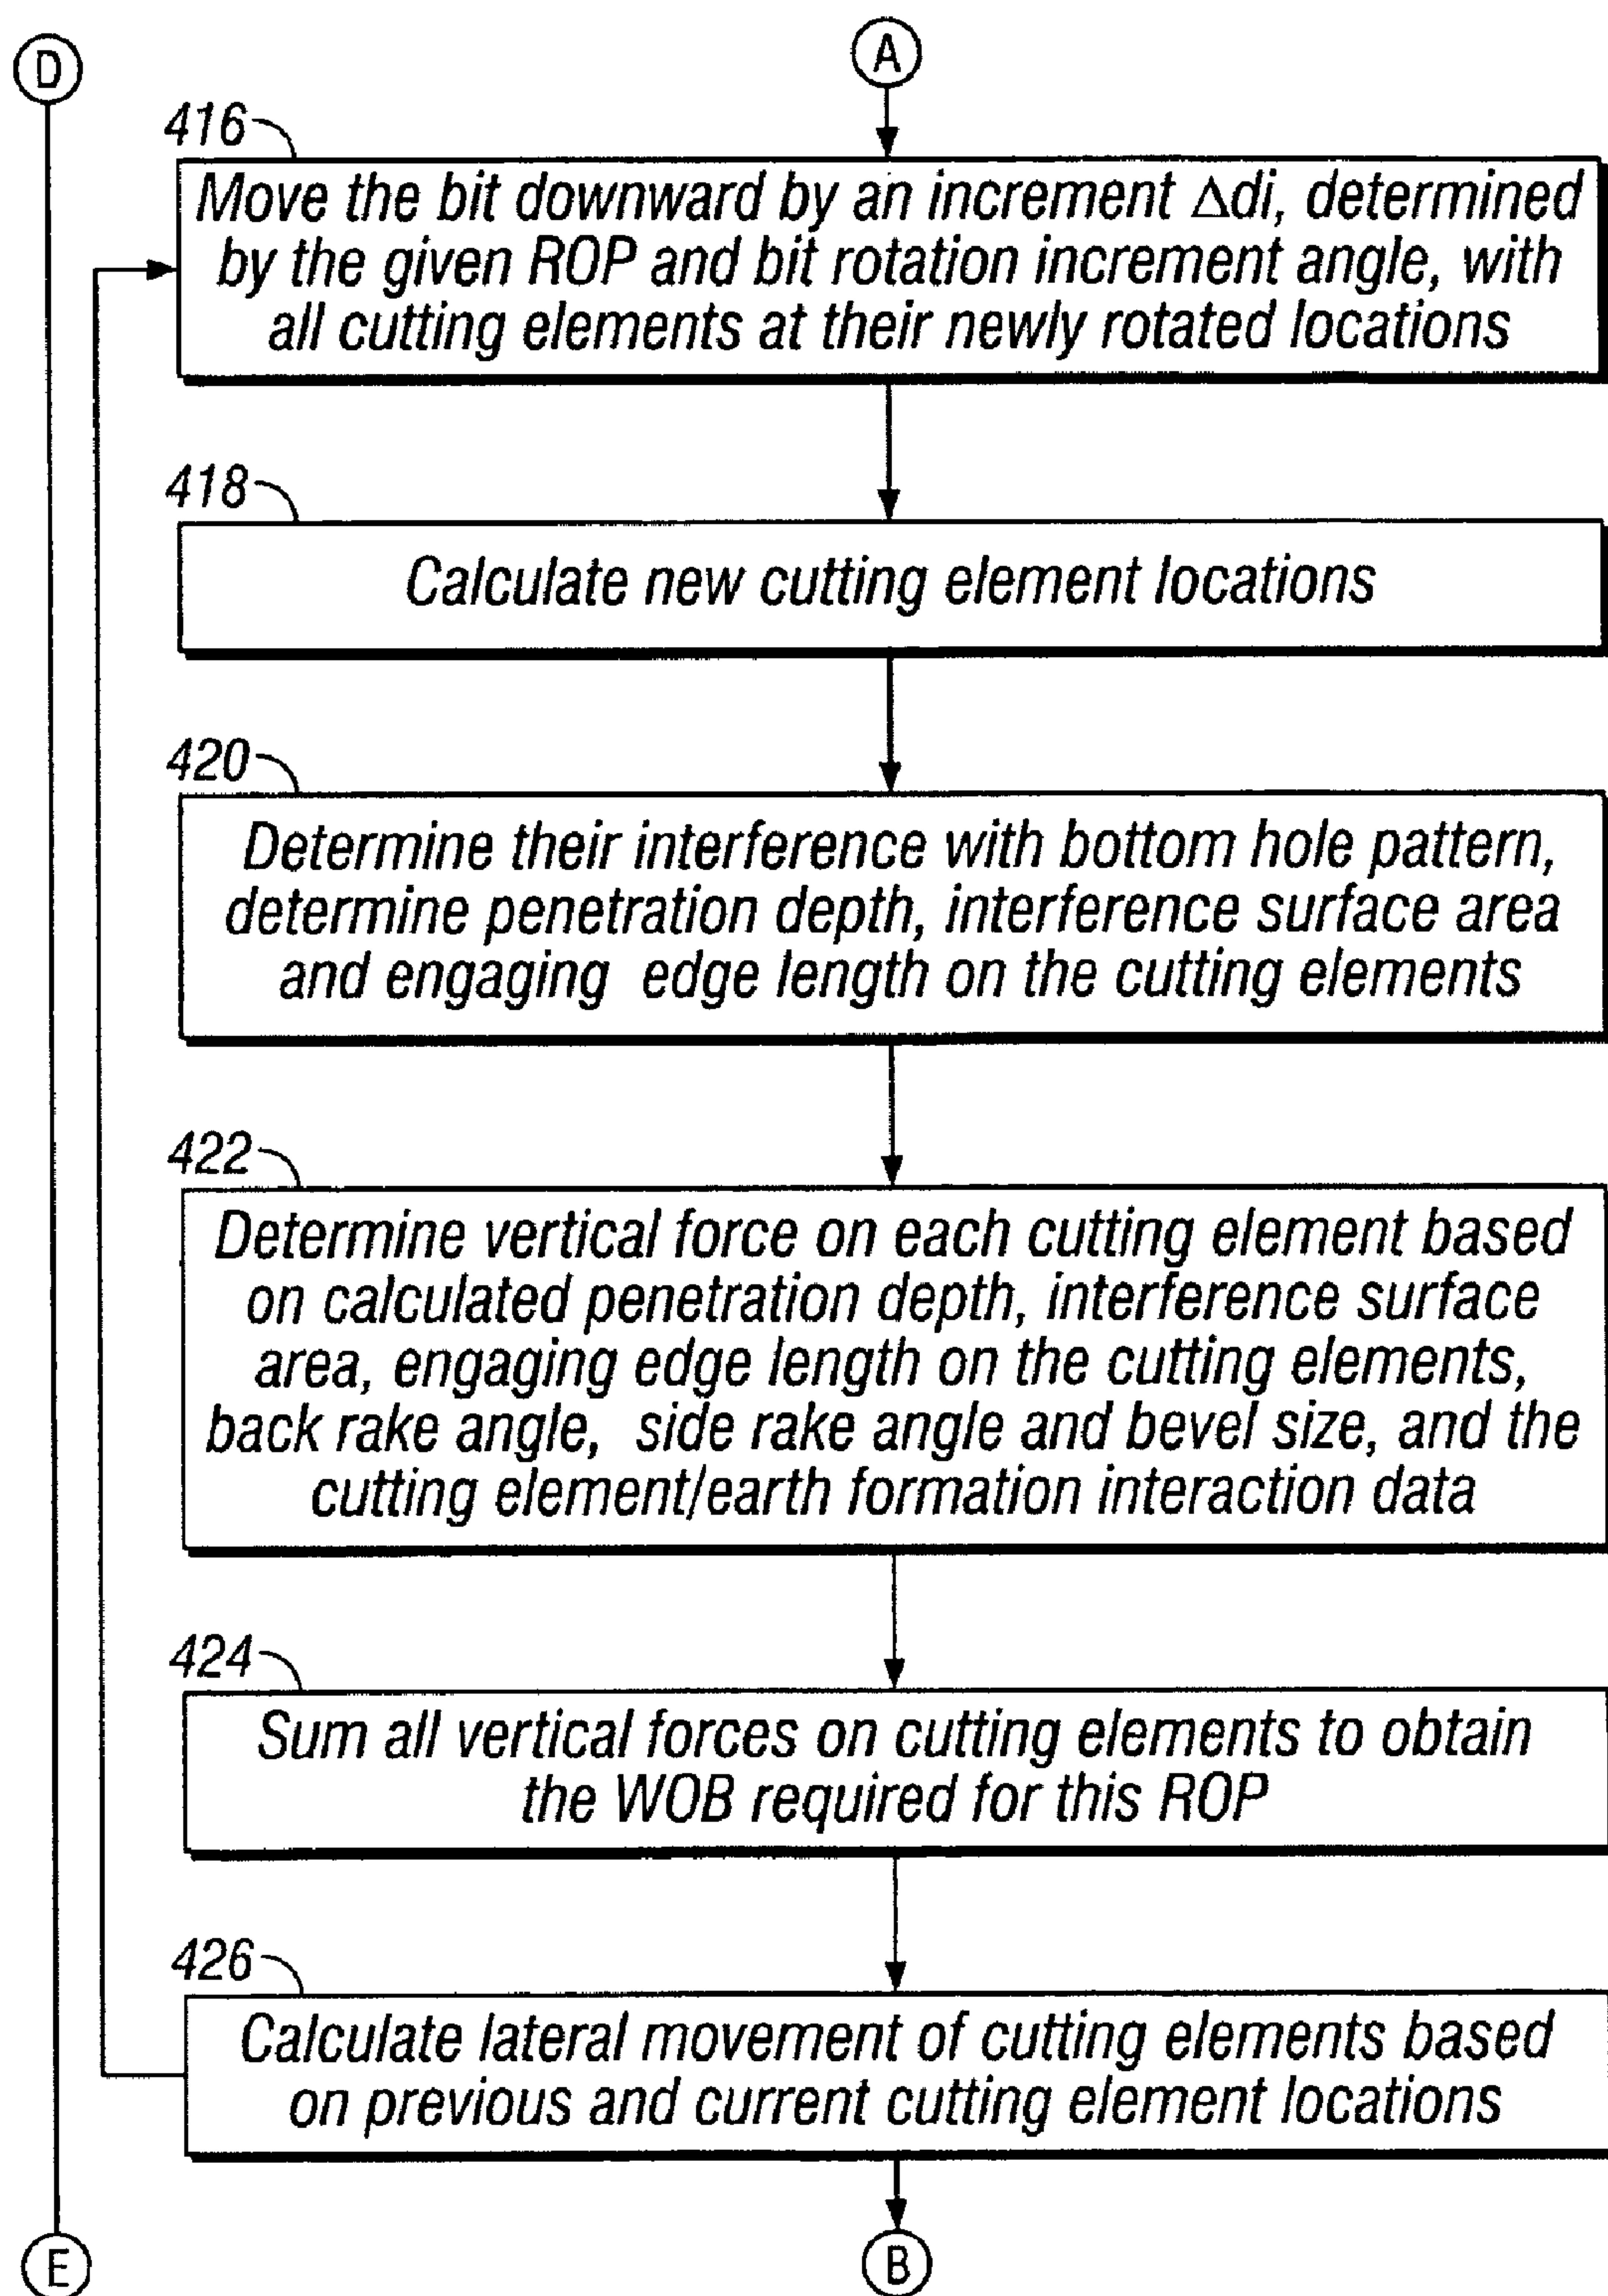 D
A
416
Move the bit downward by an increment Δdi, determined
by the given ROP and bit rotation increment angle, with
all cutting elements at their newly rotated locations
418
Calculate new cutting element locations
420
Determine their interference with bottom hole pattern,
determine penetration depth, interference surface area
and engaging edge length on the cutting elements
422
Determine vertical force on each cutting element based
on calculated penetration depth, interference surface
area, engaging edge length on the cutting elements,
back rake angle, side rake angle and bevel size, and the
cutting element/earth formation interaction data
424
Sum all vertical forces on cutting elements to obtain
the WOB required for this ROP
426
Calculate lateral movement of cutting elements based
on previous and current cutting element locations
E
B